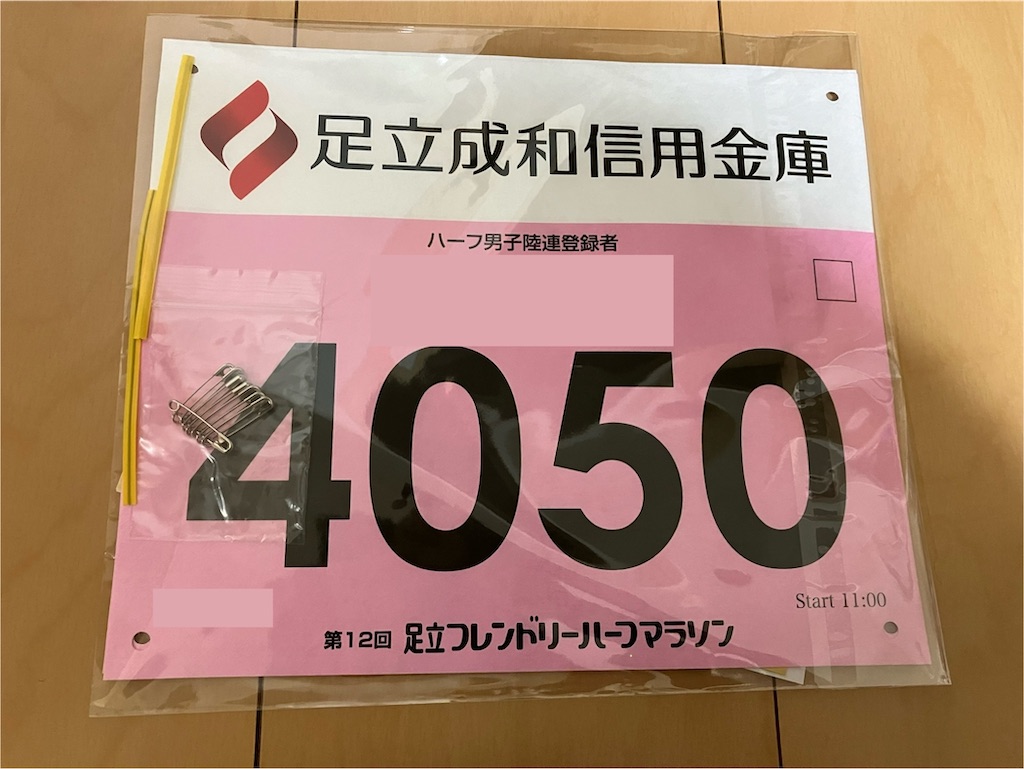 足立成和信用金庫
ハーフ男子陸連登録者
4050
Start 11:00
第12回 足立フレンドリーハーフマラソン